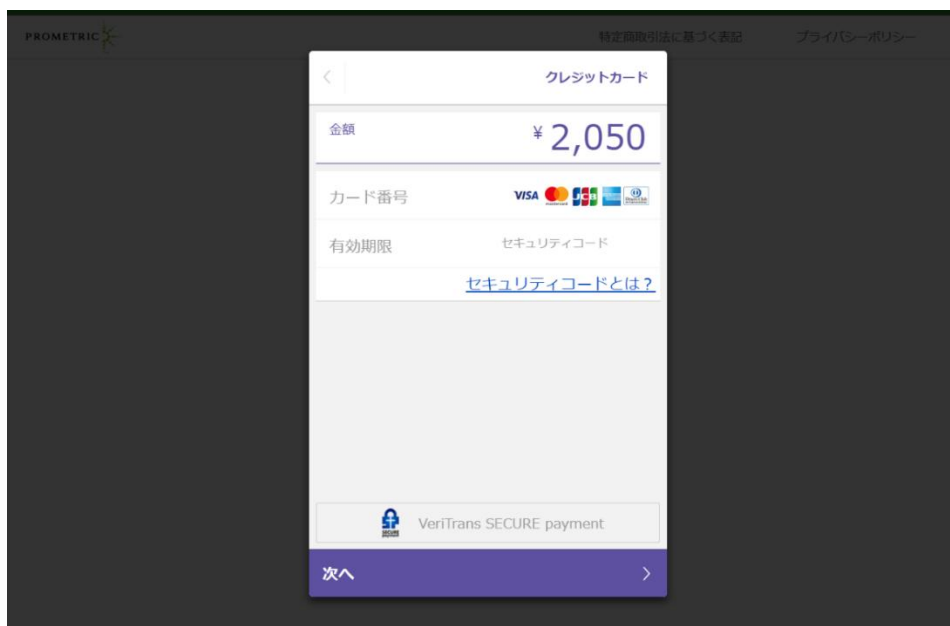 PROMETRIC
特定商取引法に基づく表記 プライバシーポリシー
クレジットカード
金額 ¥ 2,050
カード番号 VISA JCB
有効期限 セキュリティコード
セキュリティコードとは？
VeriTrans SECURE payment
次へ